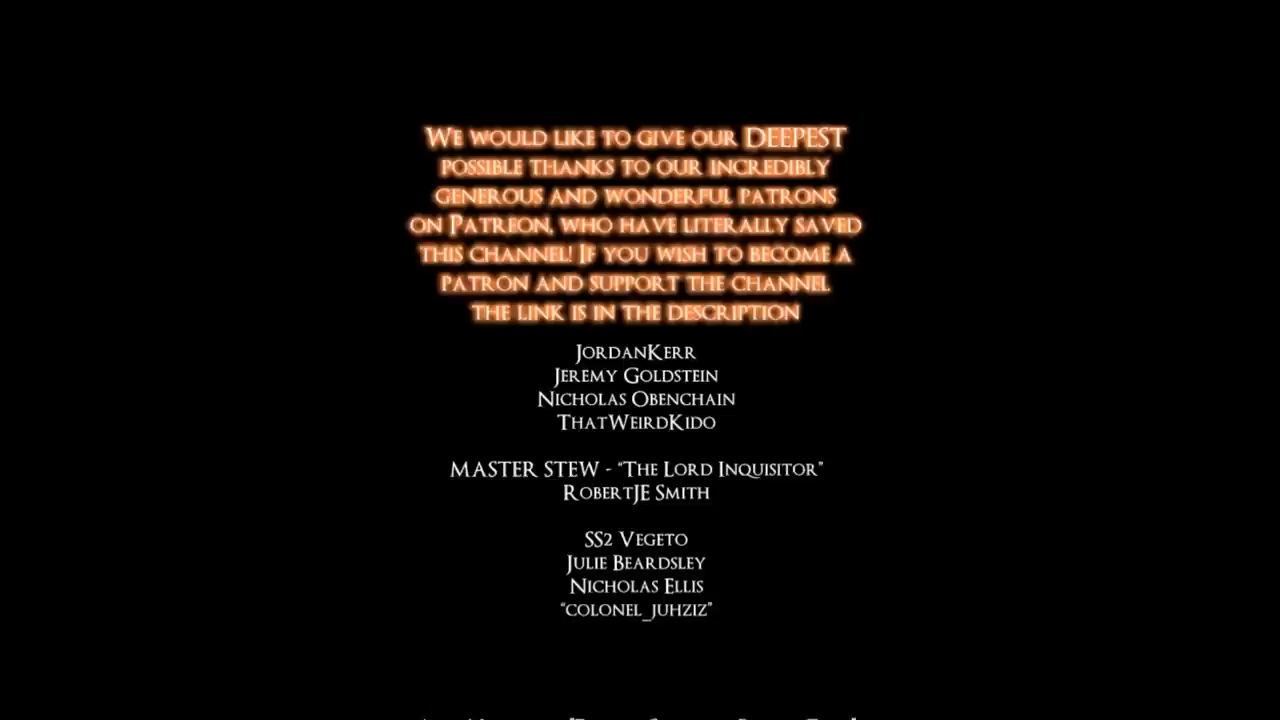 We would like to give our DEEPEST
possible thanks to our incredibly
generous and wonderful patrons
on Patreon, who have literally saved
this channel! If you wish to become a
patron and support the channel
the link is in the description
JordanKerr
Jeremy Goldstein
Nicholas Obenchain
ThatWeirdKido
MASTER STEW - "The Lord Inquisitor"
RobertJE Smith
SS2 Vegeto
Julie Beardsley
Nicholas Ellis
"colonel_juhziz"